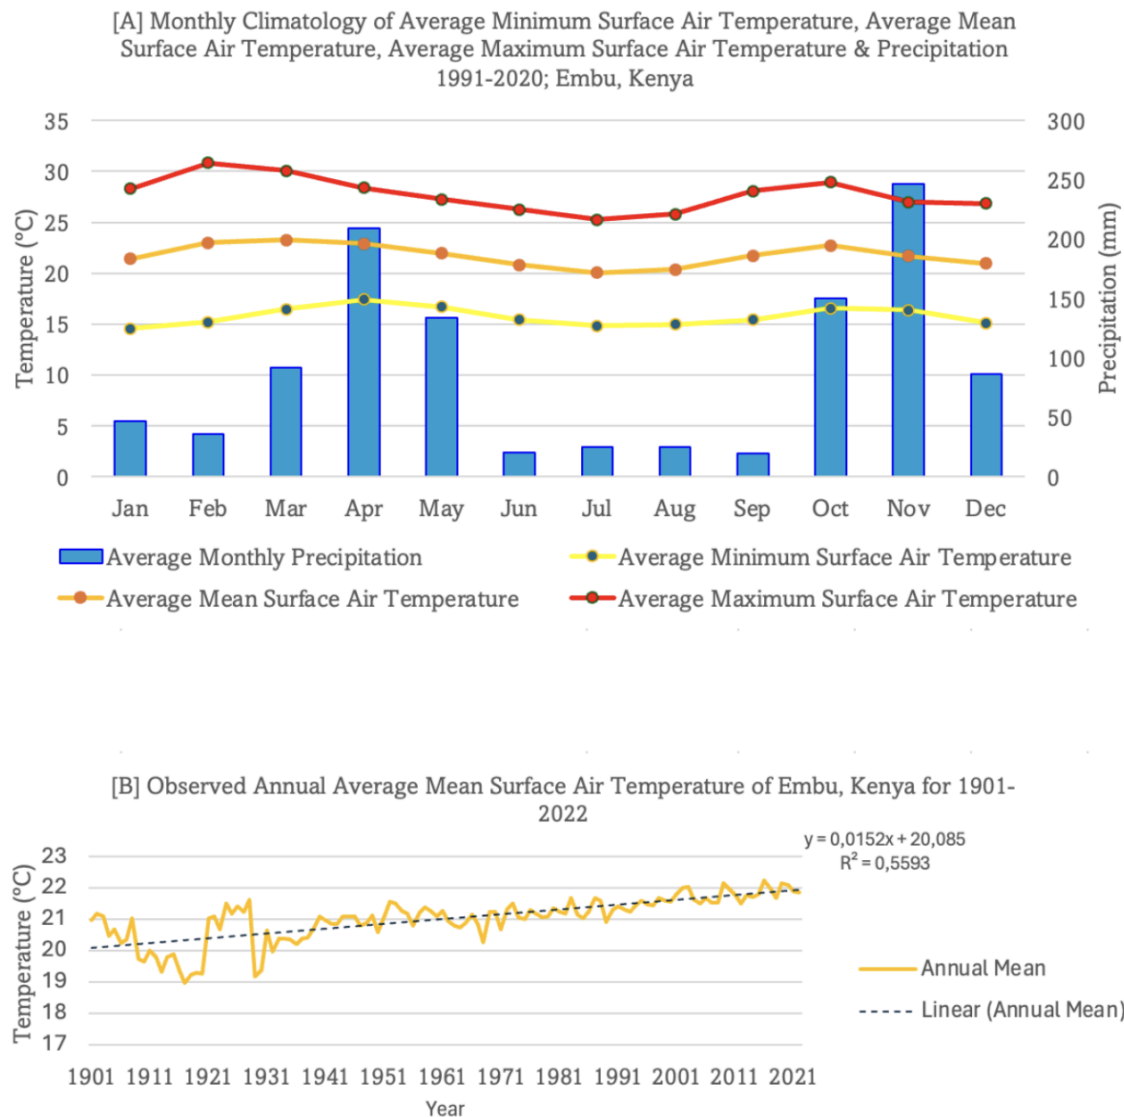 [A] Monthly Climatology of Average Minimum Surface Air Temperature, Average Mean
Surface Air Temperature, Average Maximum Surface Air Temperature & Precipitation
1991-2020; Embu, Kenya
35
30
25
20
15
10
5
0
Temperature (°C)
300
250
200
150
100
50
0
Precipitation (mm)
Jan Feb Mar Apr May Jun Jul Aug Sep Oct Nov Dec
Average Monthly Precipitation
Average Minimum Surface Air Temperature
Average Mean Surface Air Temperature
Average Maximum Surface Air Temperature
[B] Observed Annual Average Mean Surface Air Temperature of Embu, Kenya for 1901-
2022
y = 0,0152x + 20,085
R² = 0,5593
23
22
21
20
19
18
17
Temperature (°C)
1901 1911 1921 1931 1941 1951 1961 1971 1981 1991 2001 2011 2021
Year
Annual Mean
Linear (Annual Mean)